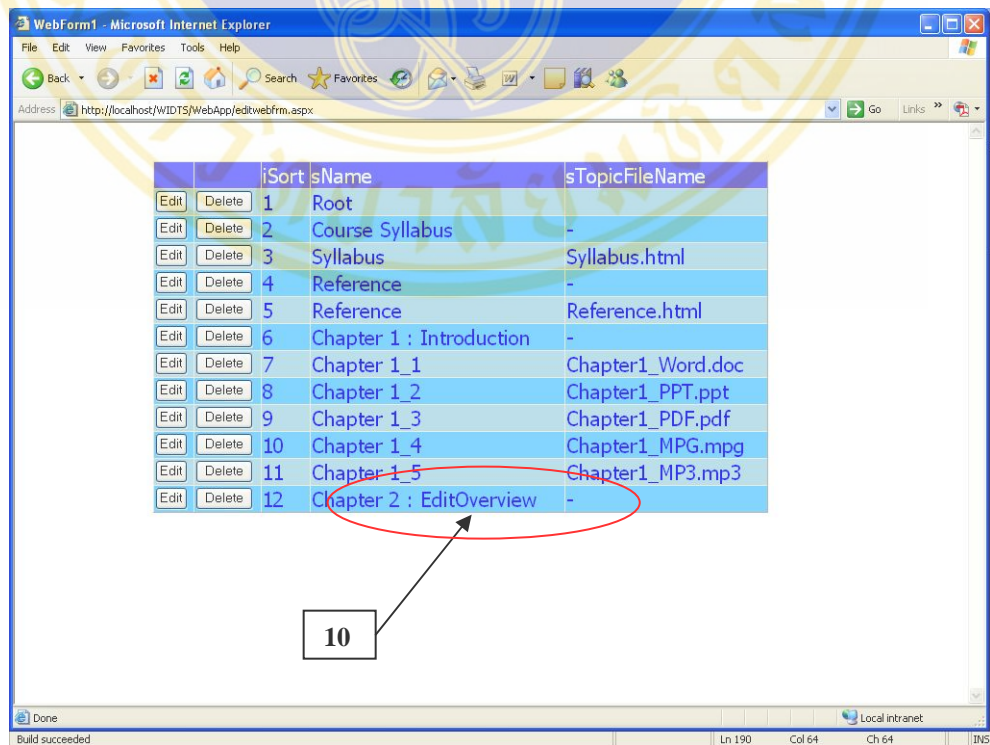 WebForm1 - Microsoft Internet Explorer
File Edit View Favorites Tools Help
Back Search Favorites
Address http://localhost/WIDTS/WebApp/editwebfrm.aspx Go Links »
iSort sName sTopicFileName
Edit Delete 1 Root
Edit Delete 2 Course Syllabus -
Edit Delete 3 Syllabus Syllabus.html
Edit Delete 4 Reference -
Edit Delete 5 Reference Reference.html
Edit Delete 6 Chapter 1 : Introduction -
Edit Delete 7 Chapter 1_1 Chapter1_Word.doc
Edit Delete 8 Chapter 1_2 Chapter1_PPT.ppt
Edit Delete 9 Chapter 1_3 Chapter1_PDF.pdf
Edit Delete 10 Chapter 1_4 Chapter1_MPG.mpg
Edit Delete 11 Chapter 1_5 Chapter1_MP3.mp3
Edit Delete 12 Chapter 2 : EditOverview -
10
Done Local intranet
Build succeeded Ln 190 Col 64 Ch 64 INS